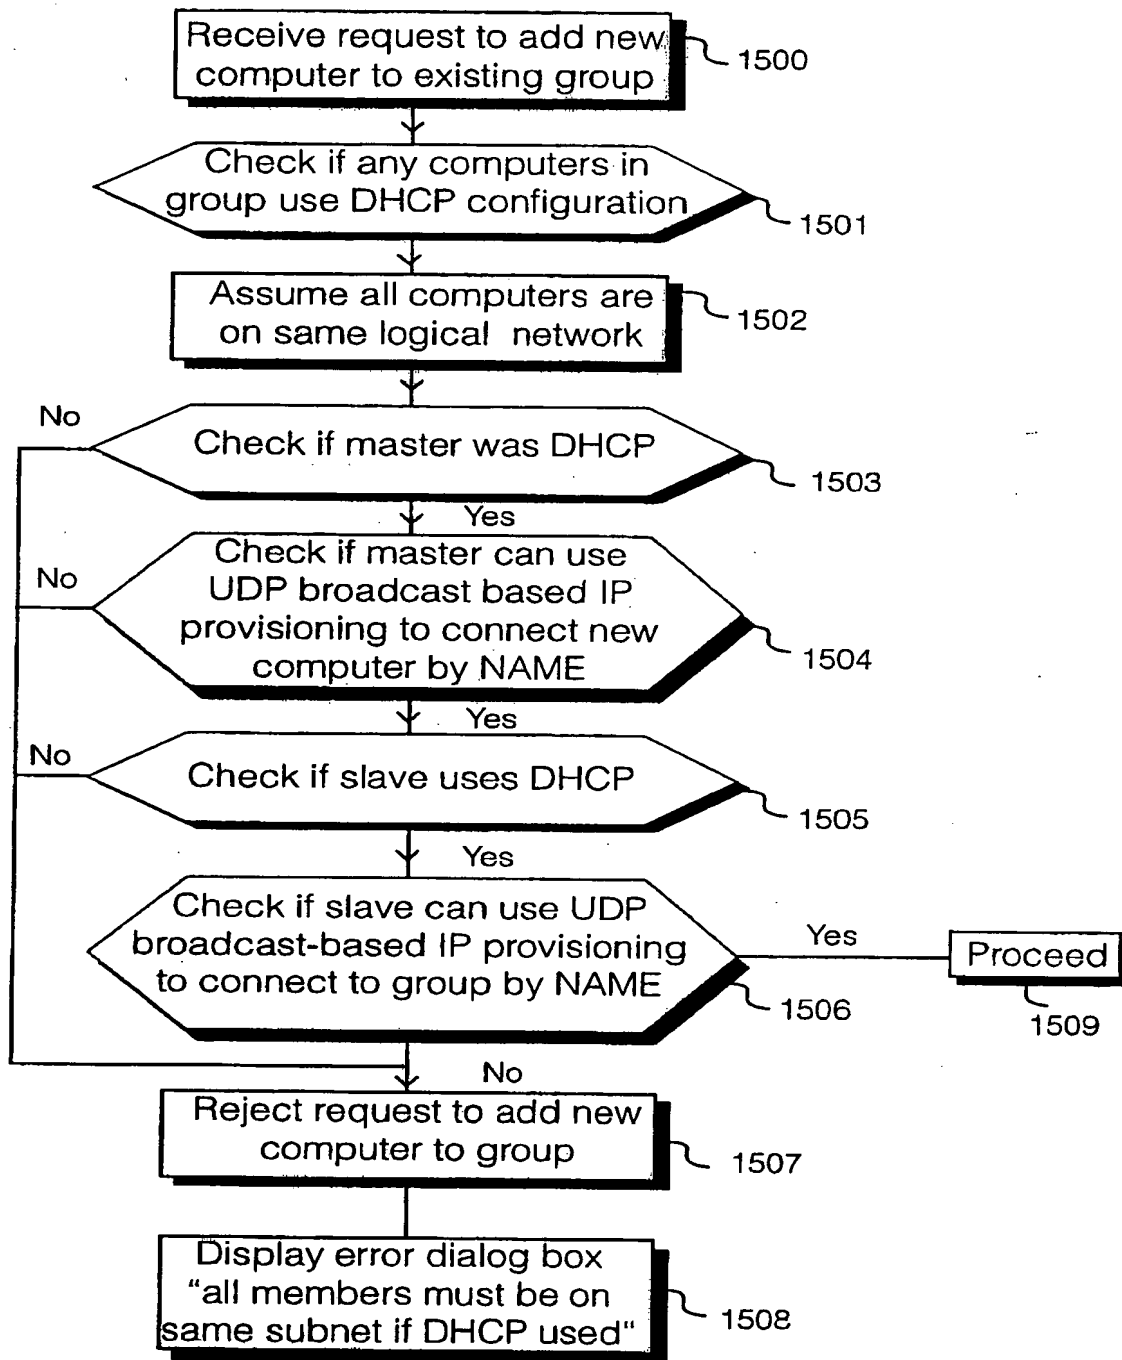 Receive request to add new
computer to existing group
1500
Check if any computers in
group use DHCP configuration
1501
Assume all computers are
on same logical network
1502
No
Check if master was DHCP
1503
Yes
No
Check if master can use
UDP broadcast based IP
provisioning to connect new
computer by NAME
1504
Yes
No
Check if slave uses DHCP
1505
Yes
Check if slave can use UDP
broadcast-based IP provisioning
to connect to group by NAME
1506
Yes
Proceed
1509
No
Reject request to add new
computer to group
1507
Display error dialog box
“all members must be on
same subnet if DHCP used“
1508